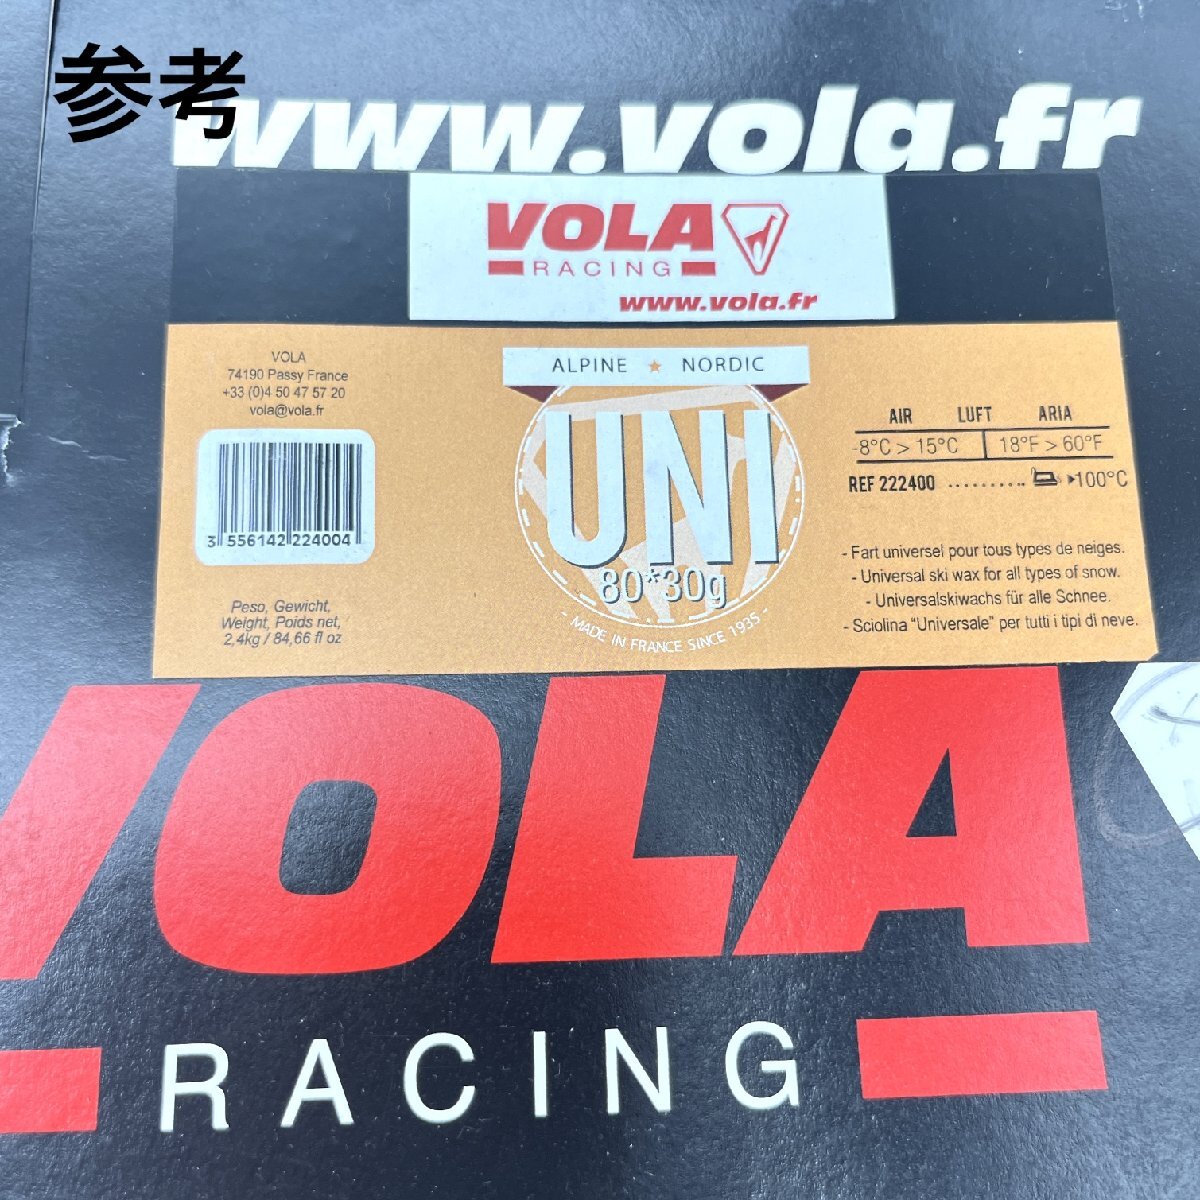 参考
www.vola.fr
VOLA
RACING
www.vola.fr
VOLA
74190 Passy France
+33 (0)4 50 47 57 20
vola@vola.fr
3 556142 224004
Peso, Gewicht,
Weight, Poids net,
2,4kg / 84,66 fl oz
ALPINE ★ NORDIC
UNI
80*30g
- MADE IN FRANCE SINCE 1935 -
AIR LUFT ARIA
-8°C > 15°C 18°F > 60°F
REF 222400 .......... 100°C
- Fart universel pour tous types de neiges.
- Universal ski wax for all types of snow.
- Universalskiwachs für alle Schnee.
- Sciolina "Universale" per tutti i tipi di neve.
VOLA
RACING